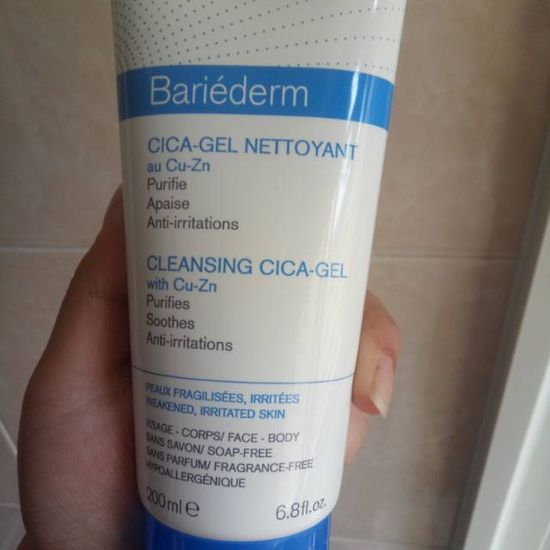 Bariéderm
CICA-GEL NETTOYANT
au Cu-Zn
Purifie
Apaise
Anti-irritations
CLEANSING CICA-GEL
with Cu-Zn
Purifies
Soothes
Anti-irritations
PEAUX FRAGILISÉES, IRRITÉES
WEAKENED, IRRITATED SKIN
VISAGE - CORPS/ FACE - BODY
SANS SAVON/ SOAP-FREE
SANS PARFUM/ FRAGRANCE-FREE
HYPOALLERGÉNIQUE
200ml e 6.8fl.oz.